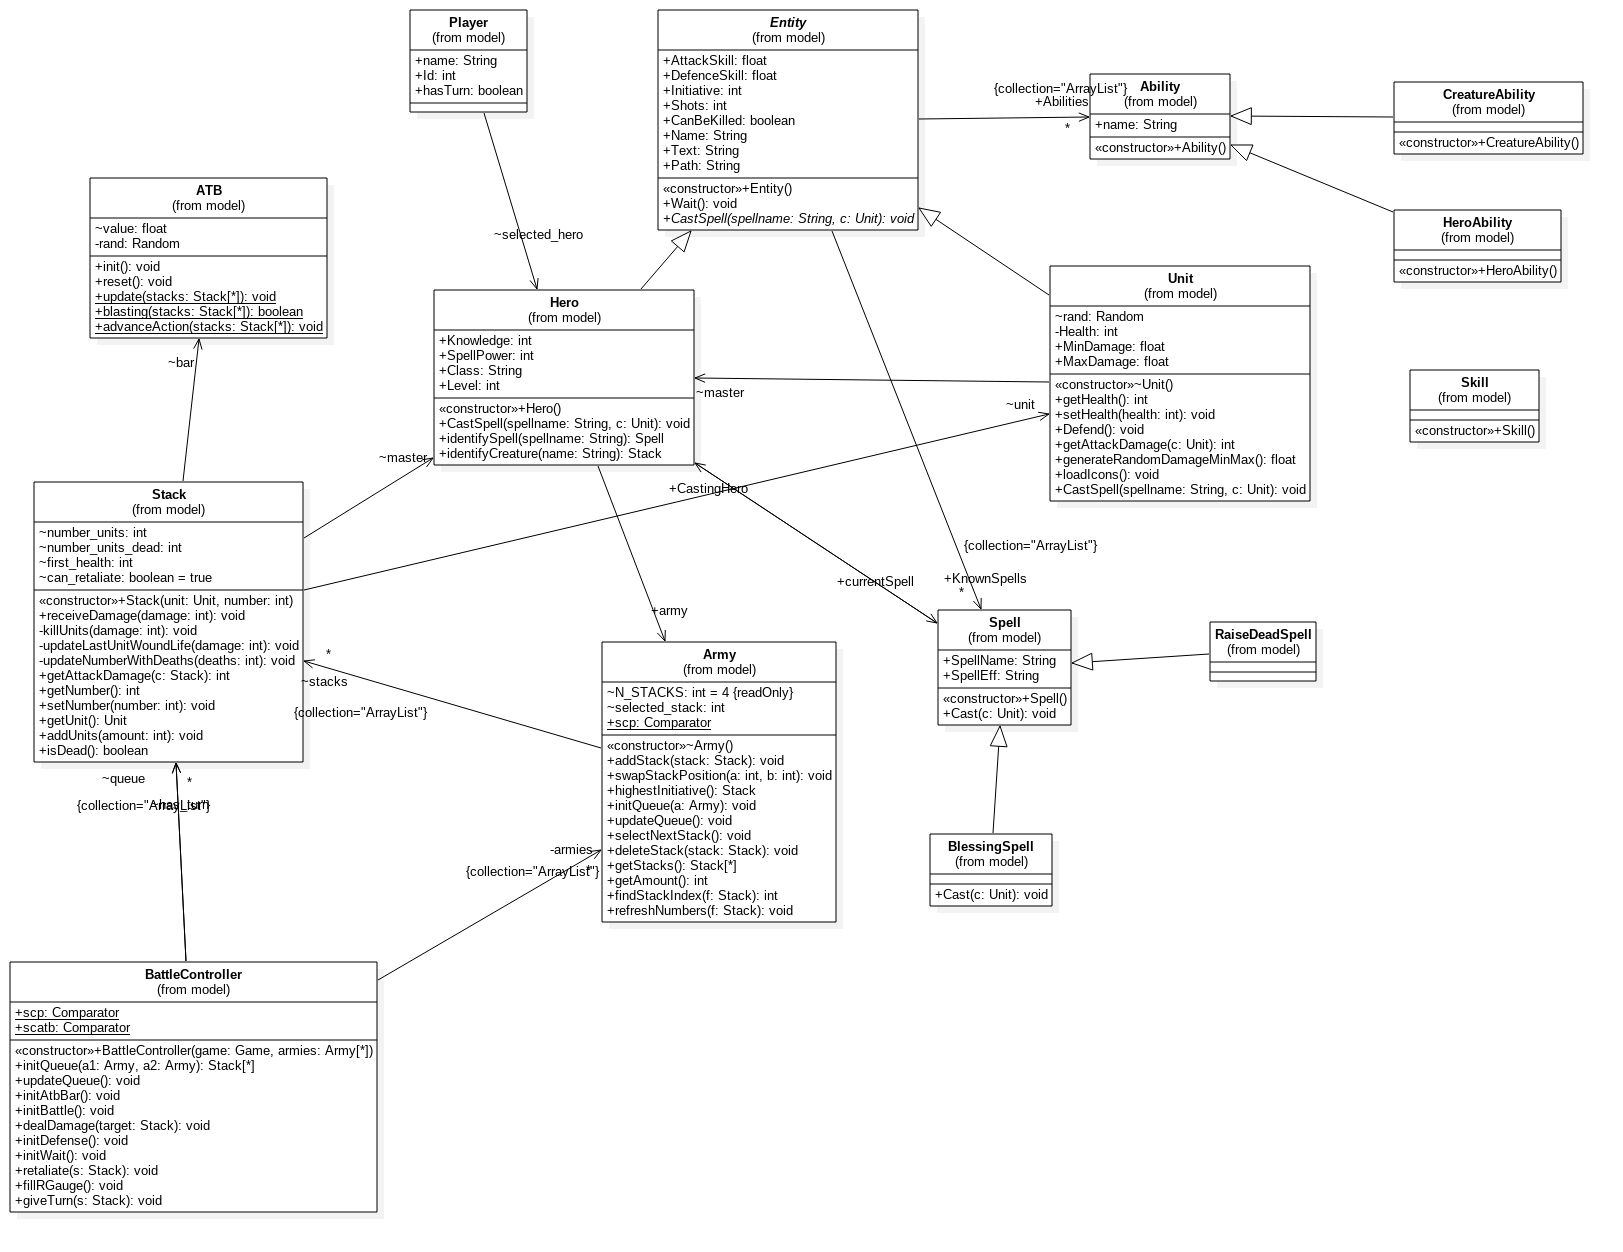 Player
(from model)
+name: String
+Id: int
+hasTurn: boolean
Entity
(from model)
+AttackSkill: float
+DefenceSkill: float
+Initiative: int
+Shots: int
+CanBeKilled: boolean
+Name: String
+Text: String
+Path: String
«constructor»+Entity()
+Wait(): void
+CastSpell(spellname: String, c: Unit): void
{collection="ArrayList"}
+Abilities
*
Ability
(from model)
+name: String
«constructor»+Ability()
CreatureAbility
(from model)
«constructor»+CreatureAbility()
HeroAbility
(from model)
«constructor»+HeroAbility()
ATB
(from model)
~value: float
-rand: Random
+init(): void
+reset(): void
+update(stacks: Stack[*]): void
+blasting(stacks: Stack[*]): boolean
+advanceAction(stacks: Stack[*]): void
~bar
~selected_hero
Hero
(from model)
+Knowledge: int
+SpellPower: int
+Class: String
+Level: int
«constructor»+Hero()
+CastSpell(spellname: String, c: Unit): void
+identifySpell(spellname: String): Spell
+identifyCreature(name: String): Stack
~master
~master
~unit
Unit
(from model)
~rand: Random
-Health: int
+MinDamage: float
+MaxDamage: float
«constructor»~Unit()
+getHealth(): int
+setHealth(health: int): void
+Defend(): void
+getAttackDamage(c: Unit): int
+generateRandomDamageMinMax(): float
+loadIcons(): void
+CastSpell(spellname: String, c: Unit): void
Skill
(from model)
«constructor»+Skill()
Stack
(from model)
~number_units: int
~number_units_dead: int
~first_health: int
~can_retaliate: boolean = true
«constructor»+Stack(unit: Unit, number: int)
+receiveDamage(damage: int): void
-killUnits(damage: int): void
-updateLastUnitWoundLife(damage: int): void
-updateNumberWithDeaths(deaths: int): void
+getAttackDamage(c: Stack): int
+getNumber(): int
+setNumber(number: int): void
+getUnit(): Unit
+addUnits(amount: int): void
+isDead(): boolean
+CastingHero
{collection="ArrayList"}
+currentSpell
+KnownSpells
*
+army
*
~stacks
{collection="ArrayList"}
Army
(from model)
~N_STACKS: int = 4 {readOnly}
~selected_stack: int
+scp: Comparator
«constructor»~Army()
+addStack(stack: Stack): void
+swapStackPosition(a: int, b: int): void
+highestInitiative(): Stack
+initQueue(a: Army): void
+updateQueue(): void
+selectNextStack(): void
+deleteStack(stack: Stack): void
+getStacks(): Stack[*]
+getAmount(): int
+findStackIndex(f: Stack): int
+refreshNumbers(f: Stack): void
Spell
(from model)
+SpellName: String
+SpellEff: String
«constructor»+Spell()
+Cast(c: Unit): void
RaiseDeadSpell
(from model)
BlessingSpell
(from model)
+Cast(c: Unit): void
~queue
*
{collection="ArrayList"}
~has_turn
-armies
{collection="ArrayList"}
*
BattleController
(from model)
+scp: Comparator
+scatb: Comparator
«constructor»+BattleController(game: Game, armies: Army[*])
+initQueue(a1: Army, a2: Army): Stack[*]
+updateQueue(): void
+initAtbBar(): void
+initBattle(): void
+dealDamage(target: Stack): void
+initDefense(): void
+initWait(): void
+retaliate(s: Stack): void
+fillRGauge(): void
+giveTurn(s: Stack): void